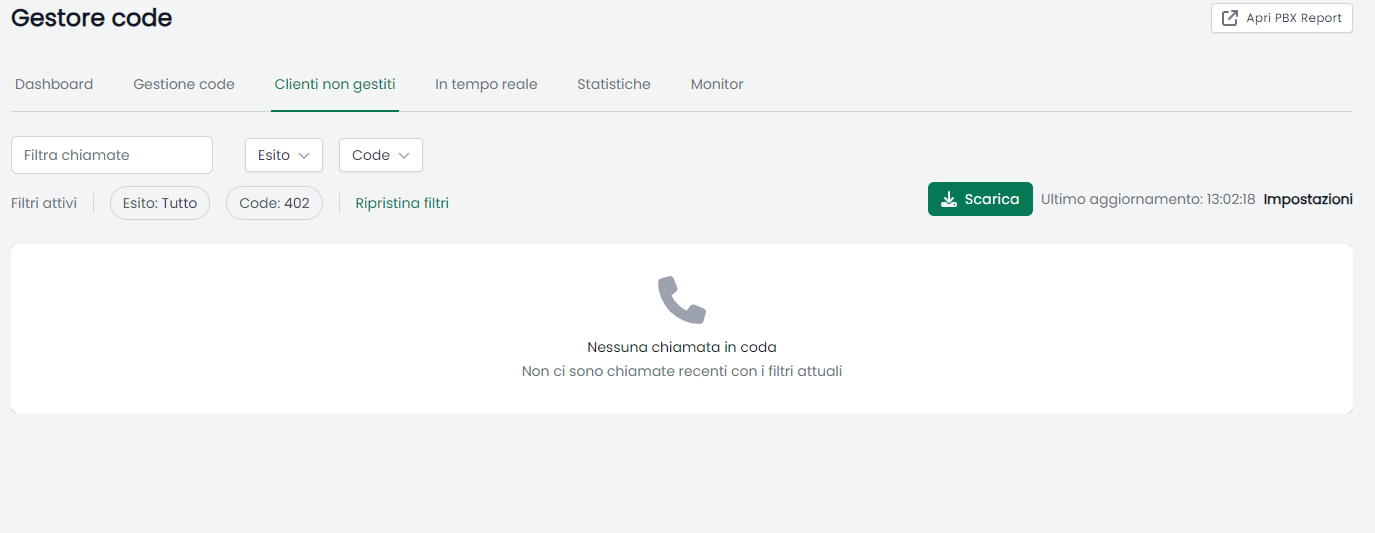 Gestore code
Apri PBX Report
Dashboard Gestione code Clienti non gestiti In tempo reale Statistiche Monitor
Filtra chiamate Esito Code
Filtri attivi Esito: Tutto Code: 402 Ripristina filtri Scarica Ultimo aggiornamento: 13:02:18 Impostazioni
Nessuna chiamata in coda
Non ci sono chiamate recenti con i filtri attuali